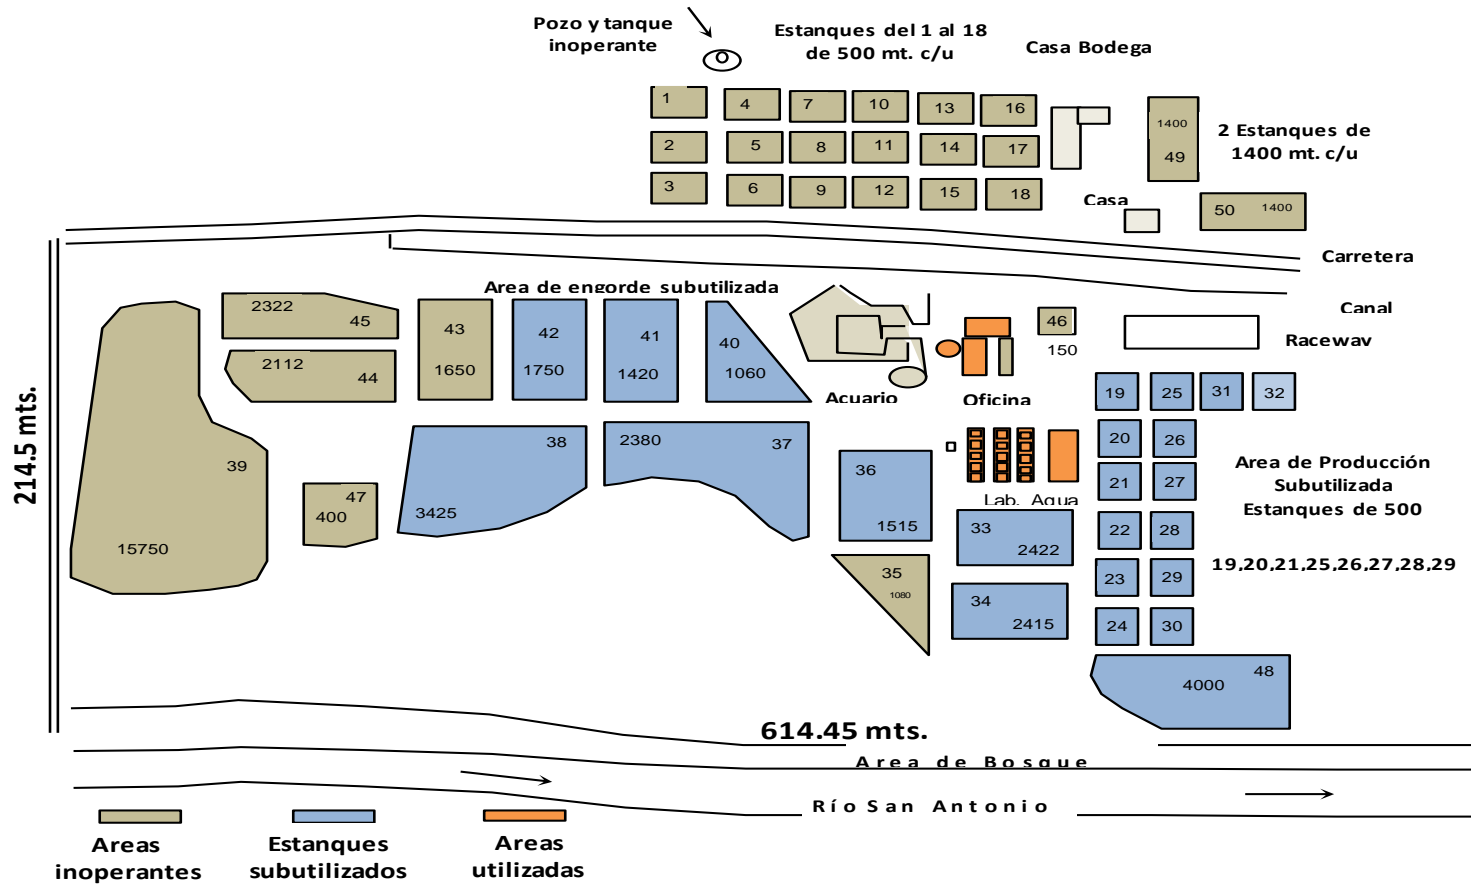 Pozo y tanque
inoperante
Estanques del 1 al 18
de 500 mt. c/u
Casa Bodega
1
4
7
10
13
16
2
5
8
11
14
17
3
6
9
12
15
18
1400
49
2 Estanques de
1400 mt. c/u
Casa
50 1400
Carretera
Canal
Raceway
Area de engorde subutilizada
2322
45
2112
44
43
1650
42
1750
41
1420
40
1060
Acuario
Oficina
46
150
19
25
31
32
20
26
21
27
22
28
23
29
24
30
Area de Producción
Subutilizada
Estanques de 500
19,20,21,25,26,27,28,29
214.5 mts.
39
15750
47
400
38
3425
2380
37
36
1515
Lab. Agua
33
2422
35
1080
34
2415
48
4000
614.45 mts.
Area de Bosque
Río San Antonio
Areas
inoperantes
Estanques
subutilizados
Areas
utilizadas